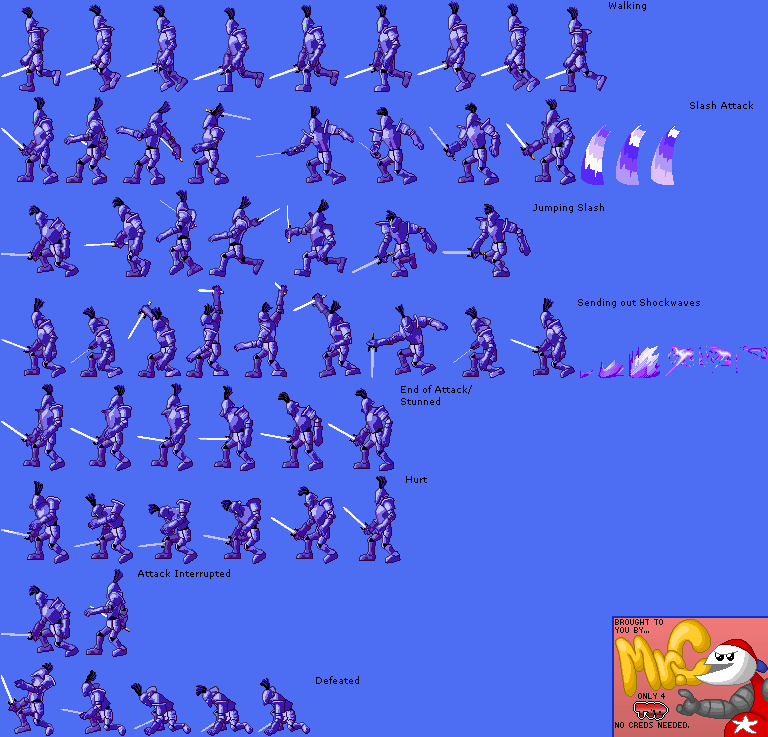 Walking
Slash Attack
Jumping Slash
Sending out Shockwaves
End of Attack/
Stunned
Hurt
Attack Interrupted
Defeated
BROUGHT TO
YOU BY...
Mr. C
ONLY 4
NO CREDS NEEDED.